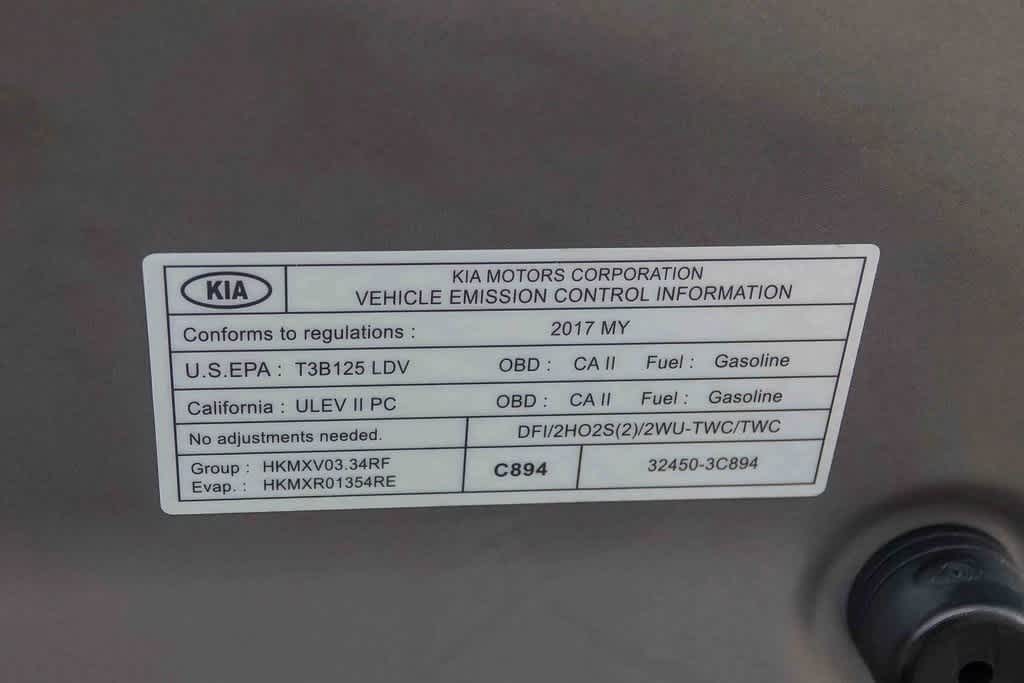 KIA
KIA MOTORS CORPORATION
VEHICLE EMISSION CONTROL INFORMATION
Conforms to regulations : 2017 MY
U.S.EPA : T3B125 LDV OBD : CA II Fuel : Gasoline
California : ULEV II PC OBD : CA II Fuel : Gasoline
No adjustments needed. DFI/2HO2S(2)/2WU-TWC/TWC
Group : HKMXV03.34RF
Evap. : HKMXR01354RE
C894 32450-3C894